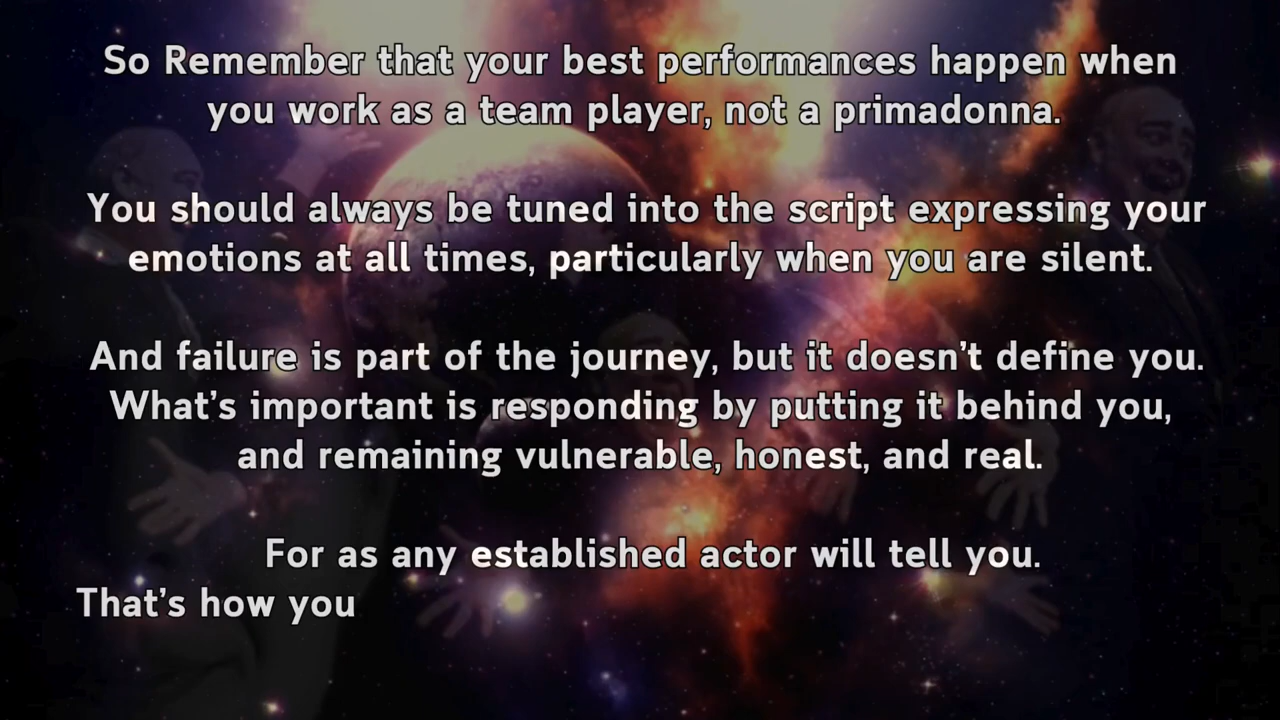 So Remember that your best performances happen when
you work as a team player, not a primadonna.
You should always be tuned into the script expressing your
emotions at all times, particularly when you are silent.
And failure is part of the journey, but it doesn't define you.
What's important is responding by putting it behind you,
and remaining vulnerable, honest, and real.
For as any established actor will tell you.
That's how you